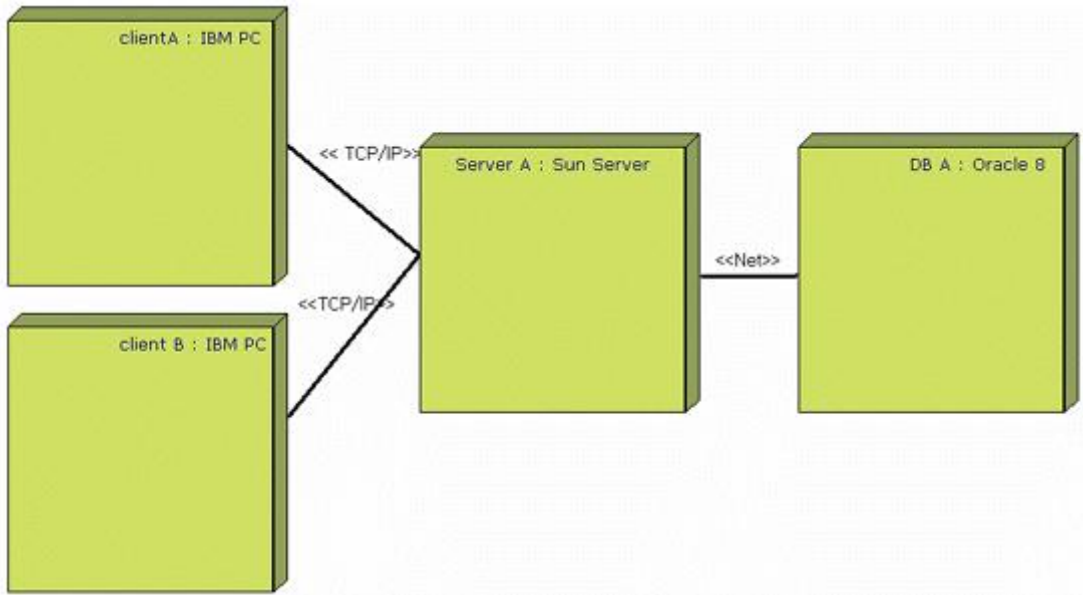 clientA : IBM PC
<< TCP/IP>>
Server A : Sun Server
DB A : Oracle 8
<<Net>>
<<TCP/IP>>
client B : IBM PC